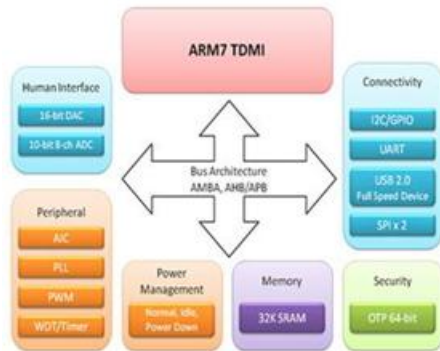 ARM7 TDMI
Human Interface
16-bit DAC
10-bit 8-ch ADC
Connectivity
I2C/GPIO
UART
USB 2.0
Full Speed Device
SPI x 2
Bus Architecture
AMBA, AHB/APB
Peripheral
AIC
PLL
PWM
WDT/Timer
Power
Management
Normal, Idle,
Power Down
Memory
32K SRAM
Security
OTP 64-bit